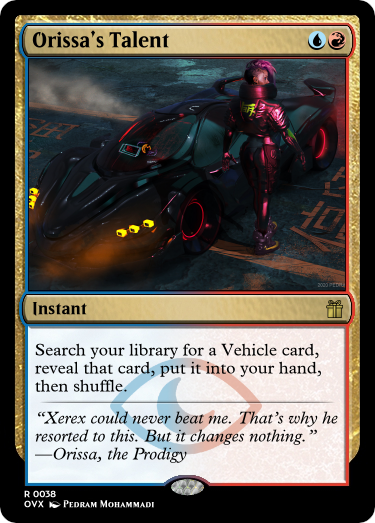 Orissa's Talent
Instant
Search your library for a Vehicle card,
reveal that card, put it into your hand,
then shuffle.
“Xerex could never beat me. That's why he
resorted to this. But it changes nothing.”
—Orissa, the Prodigy
R 0038
OVX Pedram Mohammadi